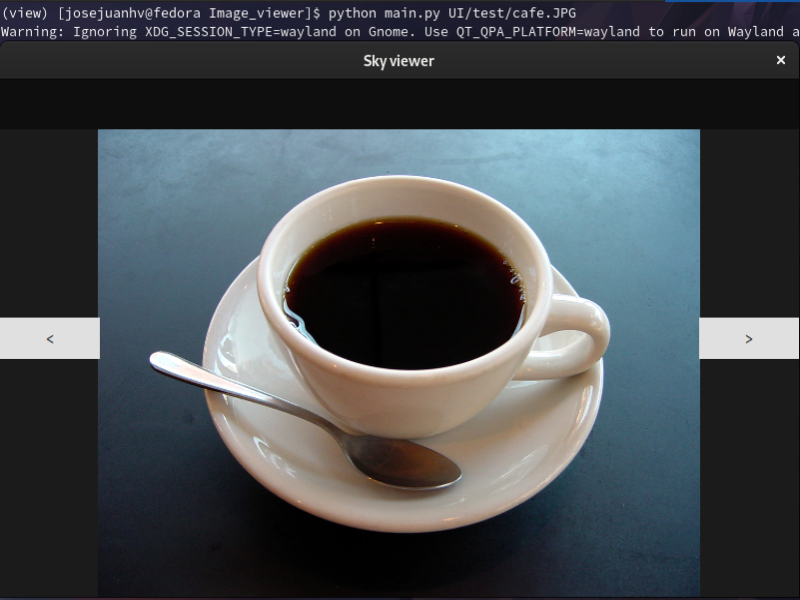 (view) [josejuanhv@fedora Image_viewer]$ python main.py UI/test/cafe.JPG
Warning: Ignoring XDG_SESSION_TYPE=wayland on Gnome. Use QT_QPA_PLATFORM=wayland to run on Wayland a
Sky viewer ×
< >